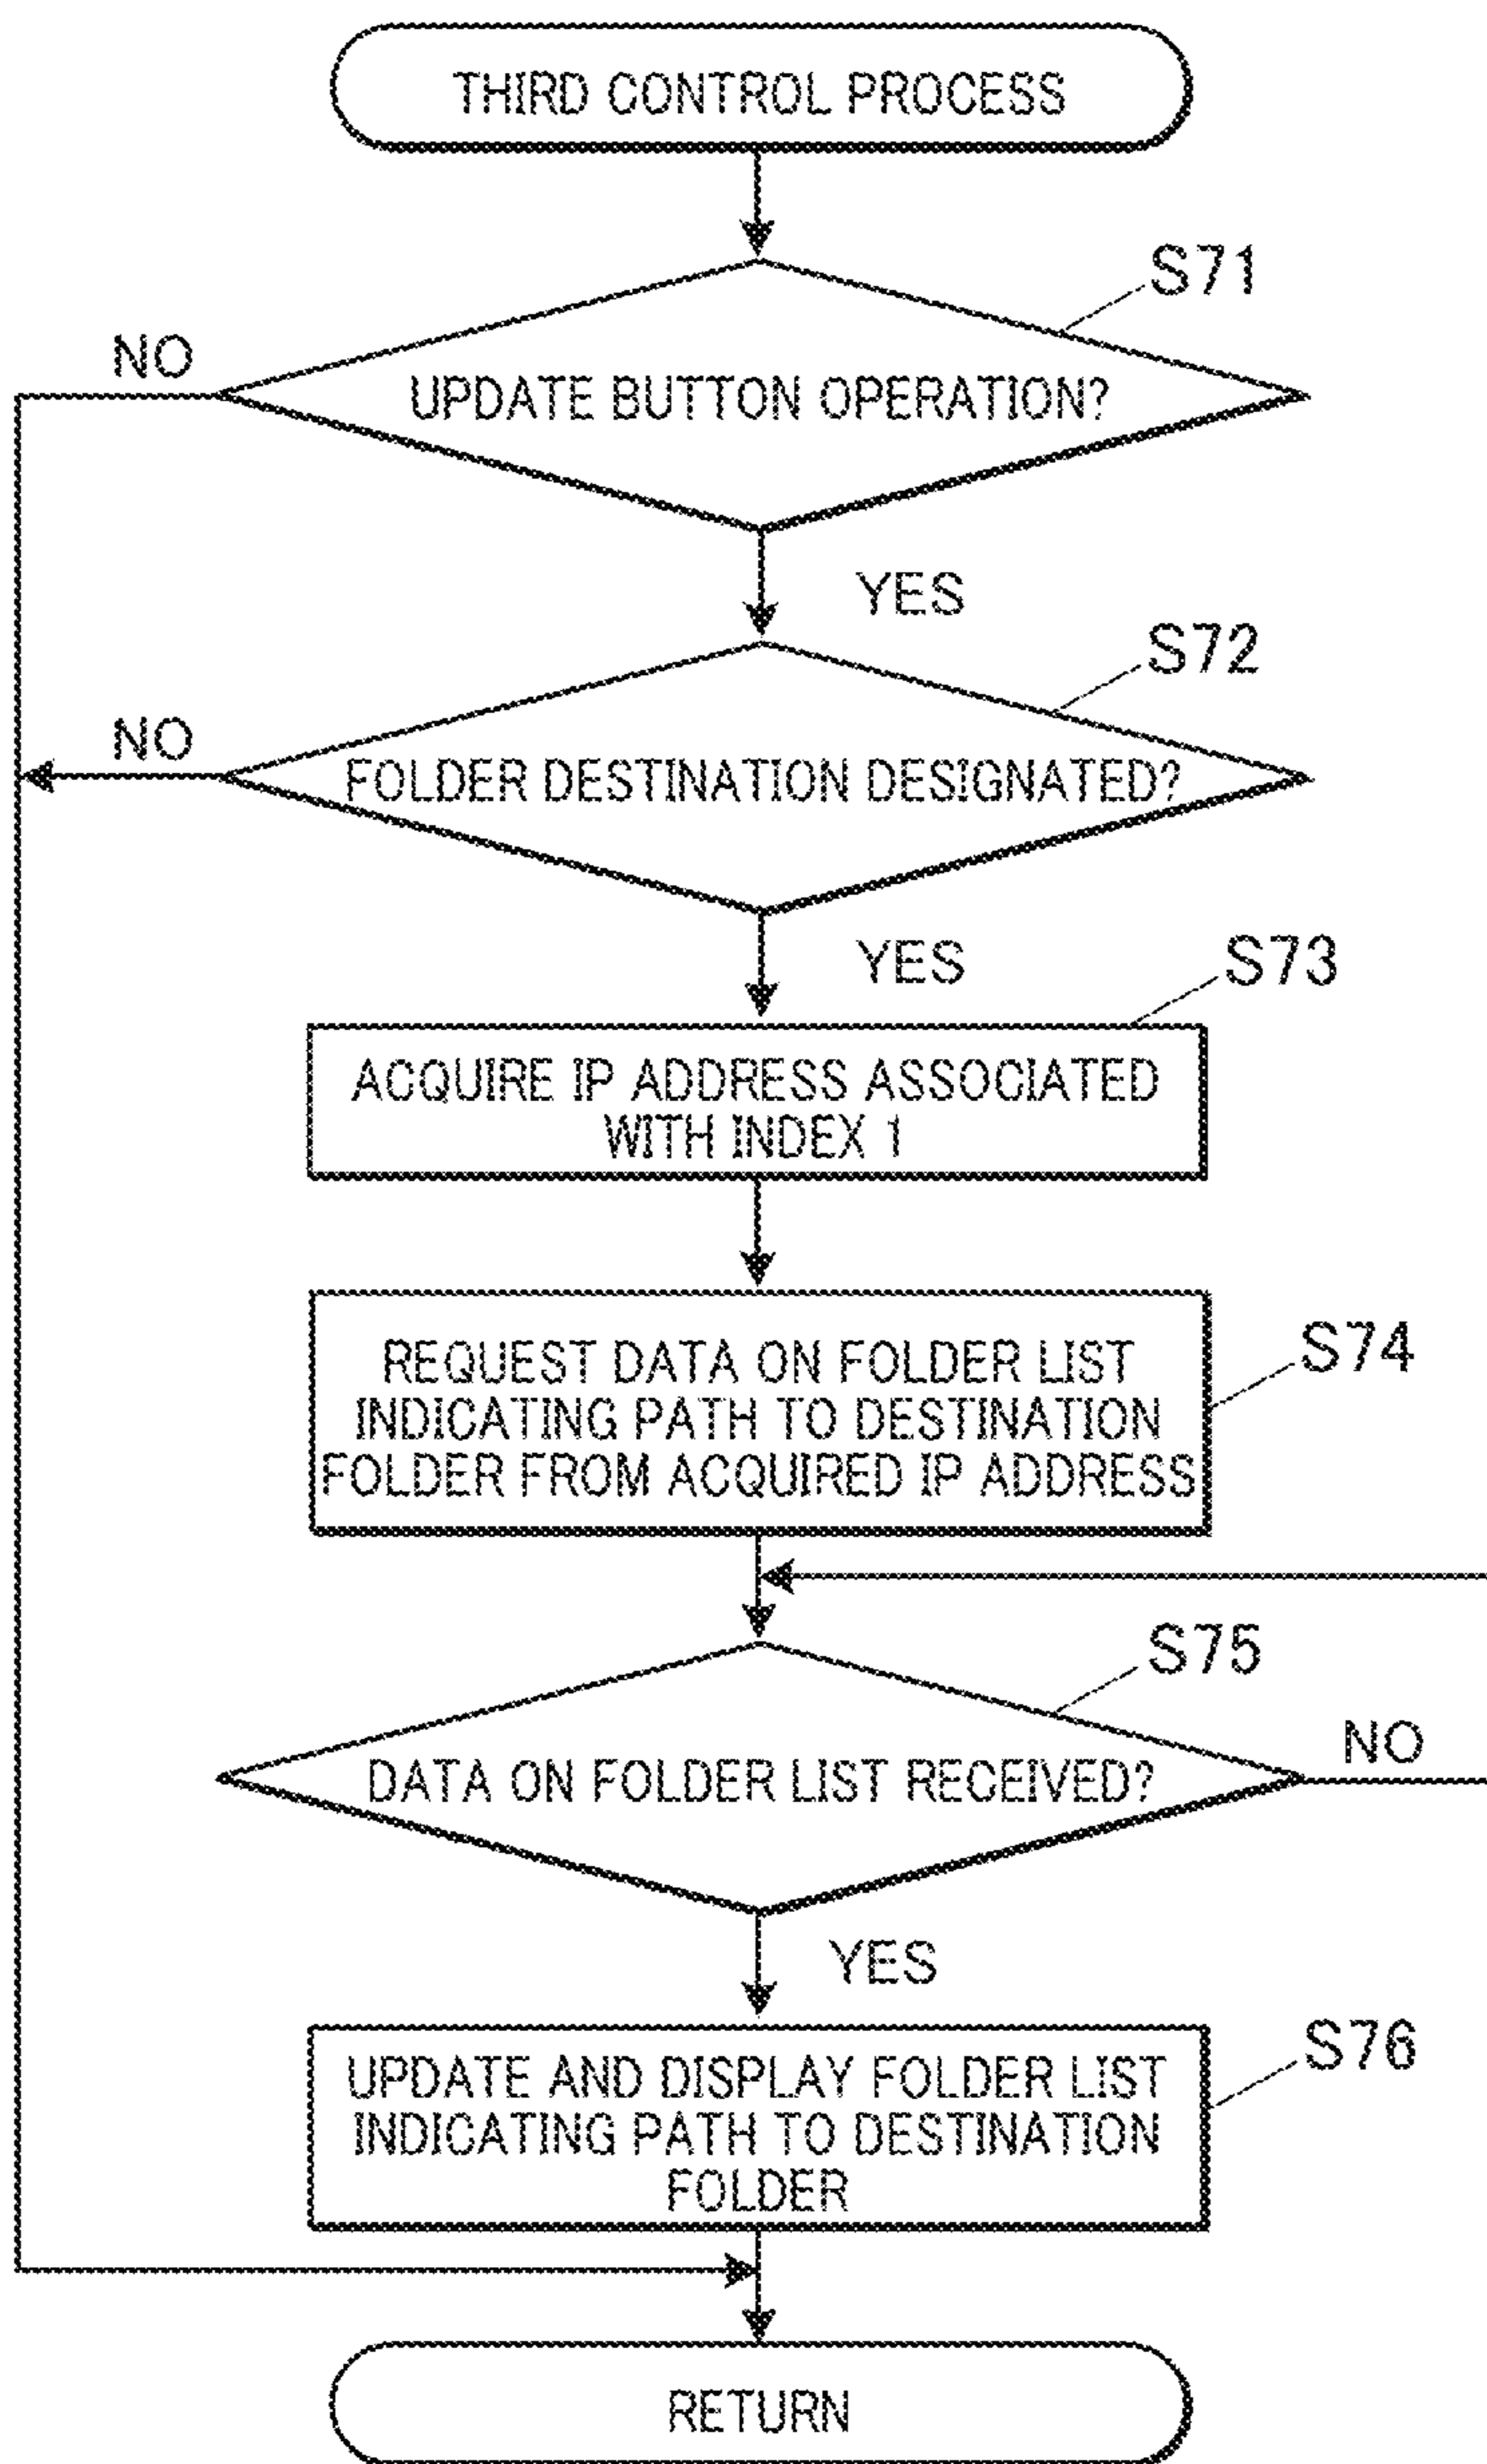 THIRD CONTROL PROCESS
S71
NO
UPDATE BUTTON OPERATION?
YES
S72
NO
FOLDER DESTINATION DESIGNATED?
YES
S73
ACQUIRE IP ADDRESS ASSOCIATED
WITH INDEX 1
S74
REQUEST DATA ON FOLDER LIST
INDICATING PATH TO DESTINATION
FOLDER FROM ACQUIRED IP ADDRESS
S75
NO
DATA ON FOLDER LIST RECEIVED?
YES
S76
UPDATE AND DISPLAY FOLDER LIST
INDICATING PATH TO DESTINATION
FOLDER
RETURN